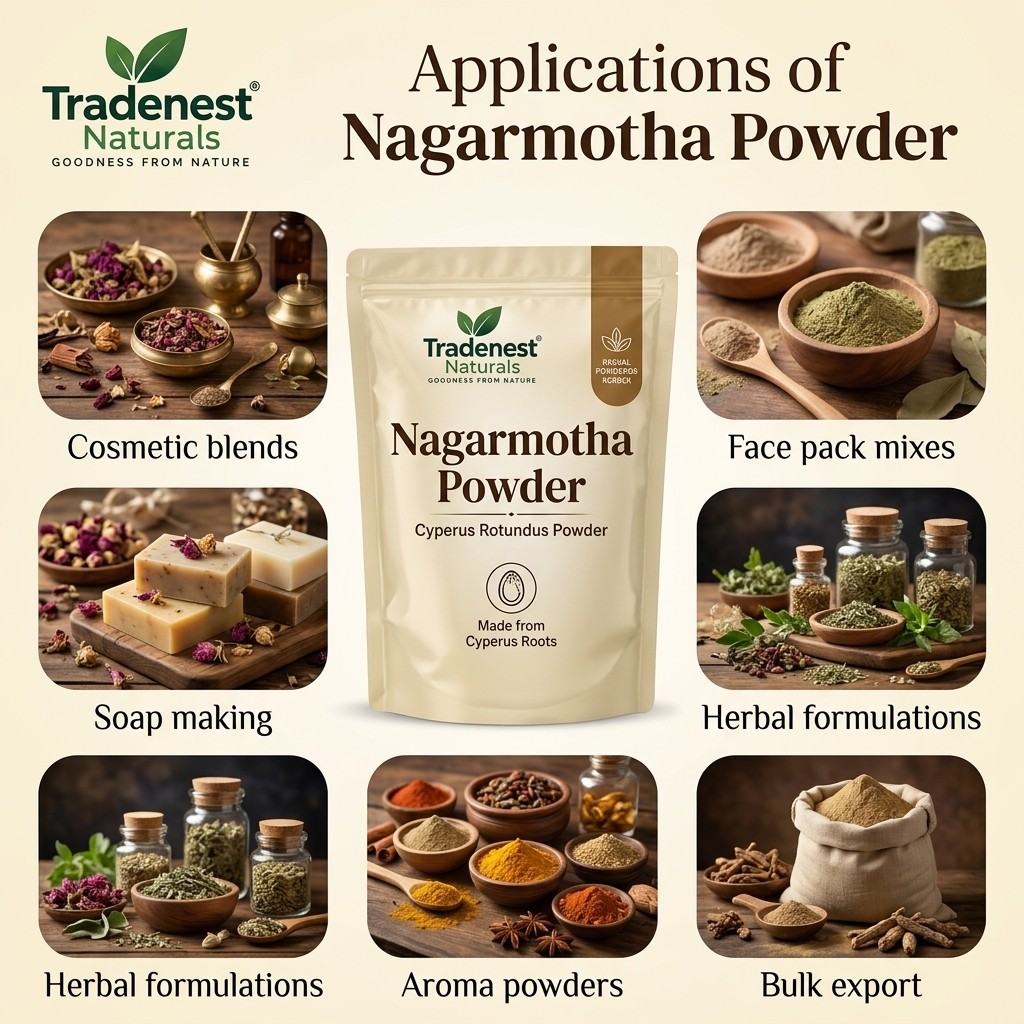 Tradenest®
Naturals
GOODNESS FROM NATURE
Applications of
Nagarmotha Powder
Cosmetic blends
Tradenest®
Naturals
GOODNESS FROM NATURE
Nagarmotha
Powder
Cyperus Rotundus Powder
Made from
Cyperus Roots
Face pack mixes
Soap making
Herbal formulations
Herbal formulations
Aroma powders
Bulk export